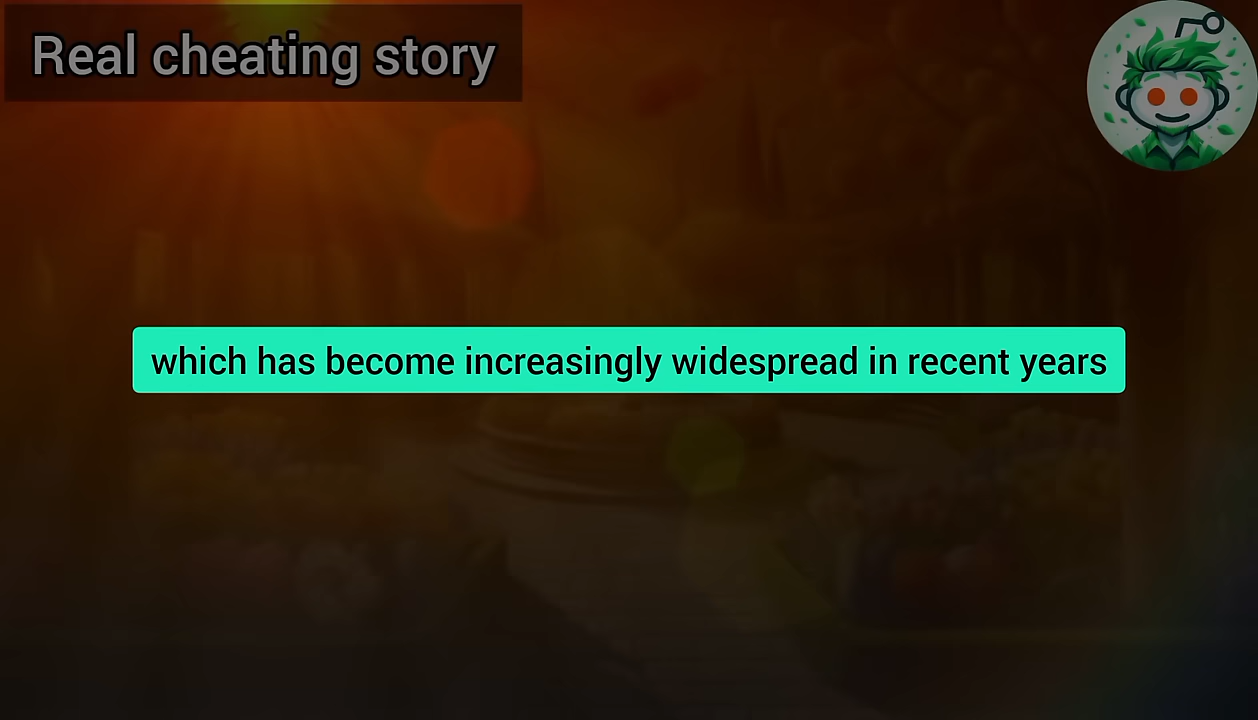 Real cheating story
which has become increasingly widespread in recent years